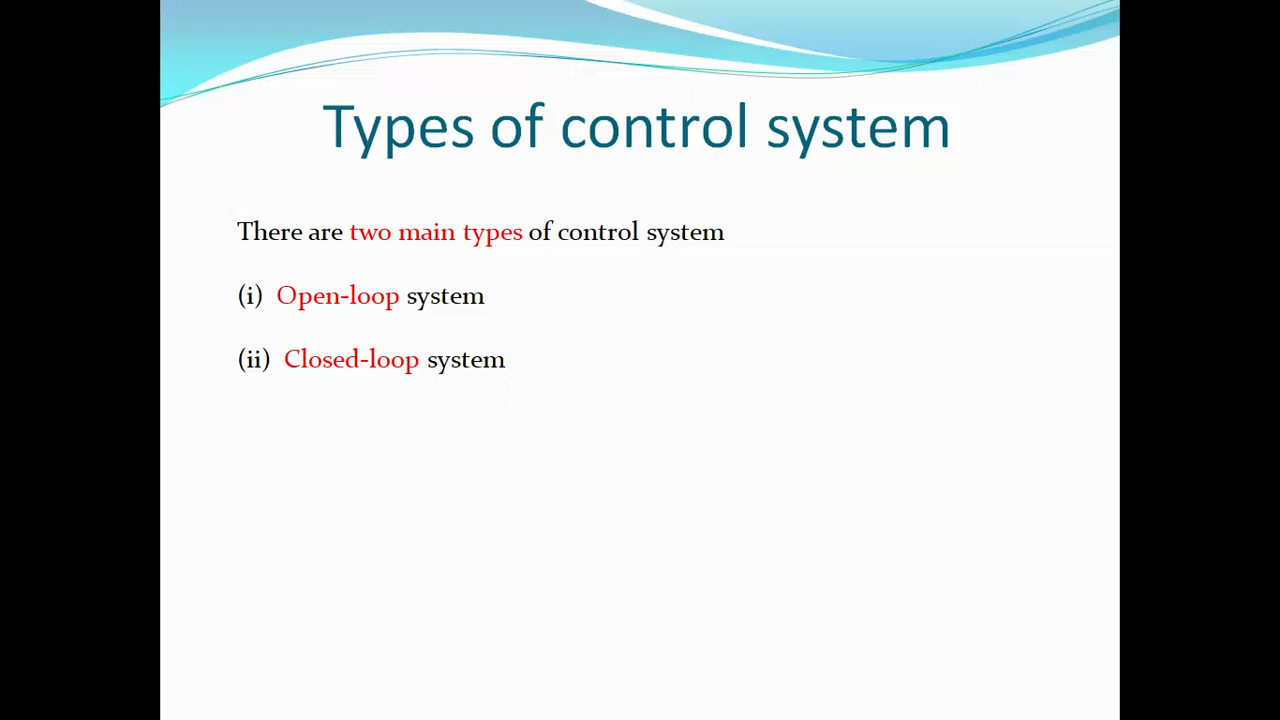 Types of control system
There are two main types of control system
(i) Open-loop system
(ii) Closed-loop system